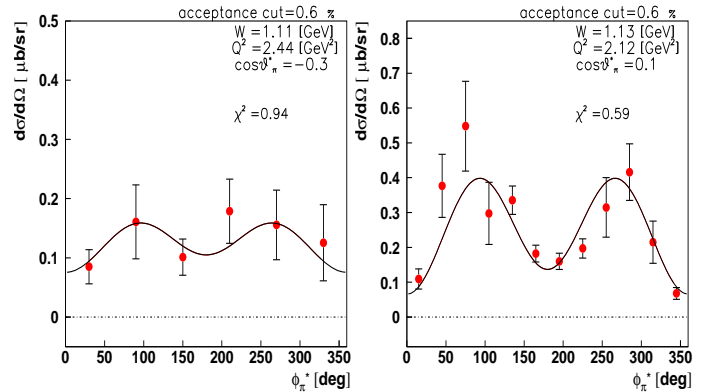 acceptance cut=0.6 %
W = 1.11 [GeV]
Q² = 2.44 [GeV²]
cosϑ*π = −0.3
χ² =0.94
dσ/dΩ [ μb/sr]
0.5
0.4
0.3
0.2
0.1
0
0 50 100 150 200 250 300 350
ϕπ* [deg]
acceptance cut=0.6 %
W = 1.13 [GeV]
Q² = 2.12 [GeV²]
cosϑ*π = 0.1
χ² =0.59
dσ/dΩ [ μb/sr]
0.8
0.7
0.6
0.5
0.4
0.3
0.2
0.1
0
0 50 100 150 200 250 300 350
ϕπ* [deg]